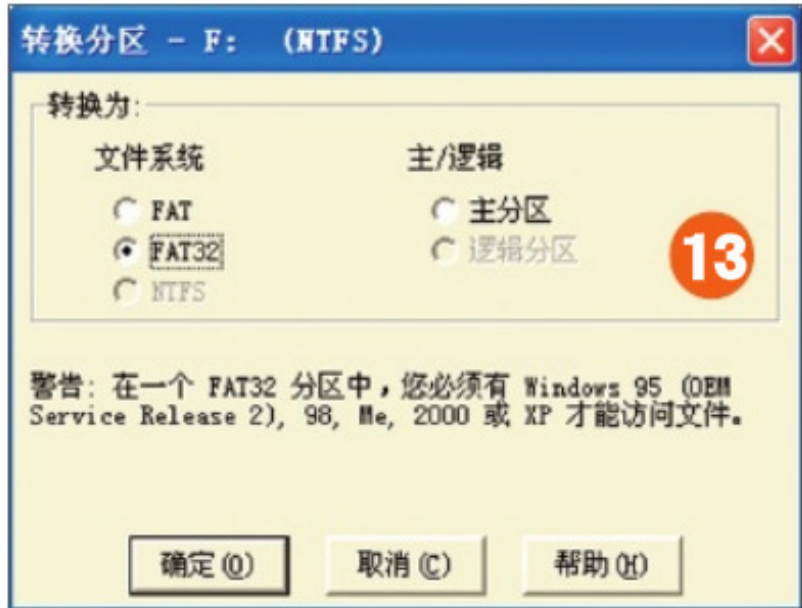 转换分区 - F: (NTFS)
转换为:
文件系统 主/逻辑
FAT 主分区
FAT32 逻辑分区
NTFS
13
警告: 在一个 FAT32 分区中,您必须有 Windows 95 (OEM
Service Release 2), 98, Me, 2000 或 XP 才能访问文件。
确定(O) 取消(C) 帮助(H)